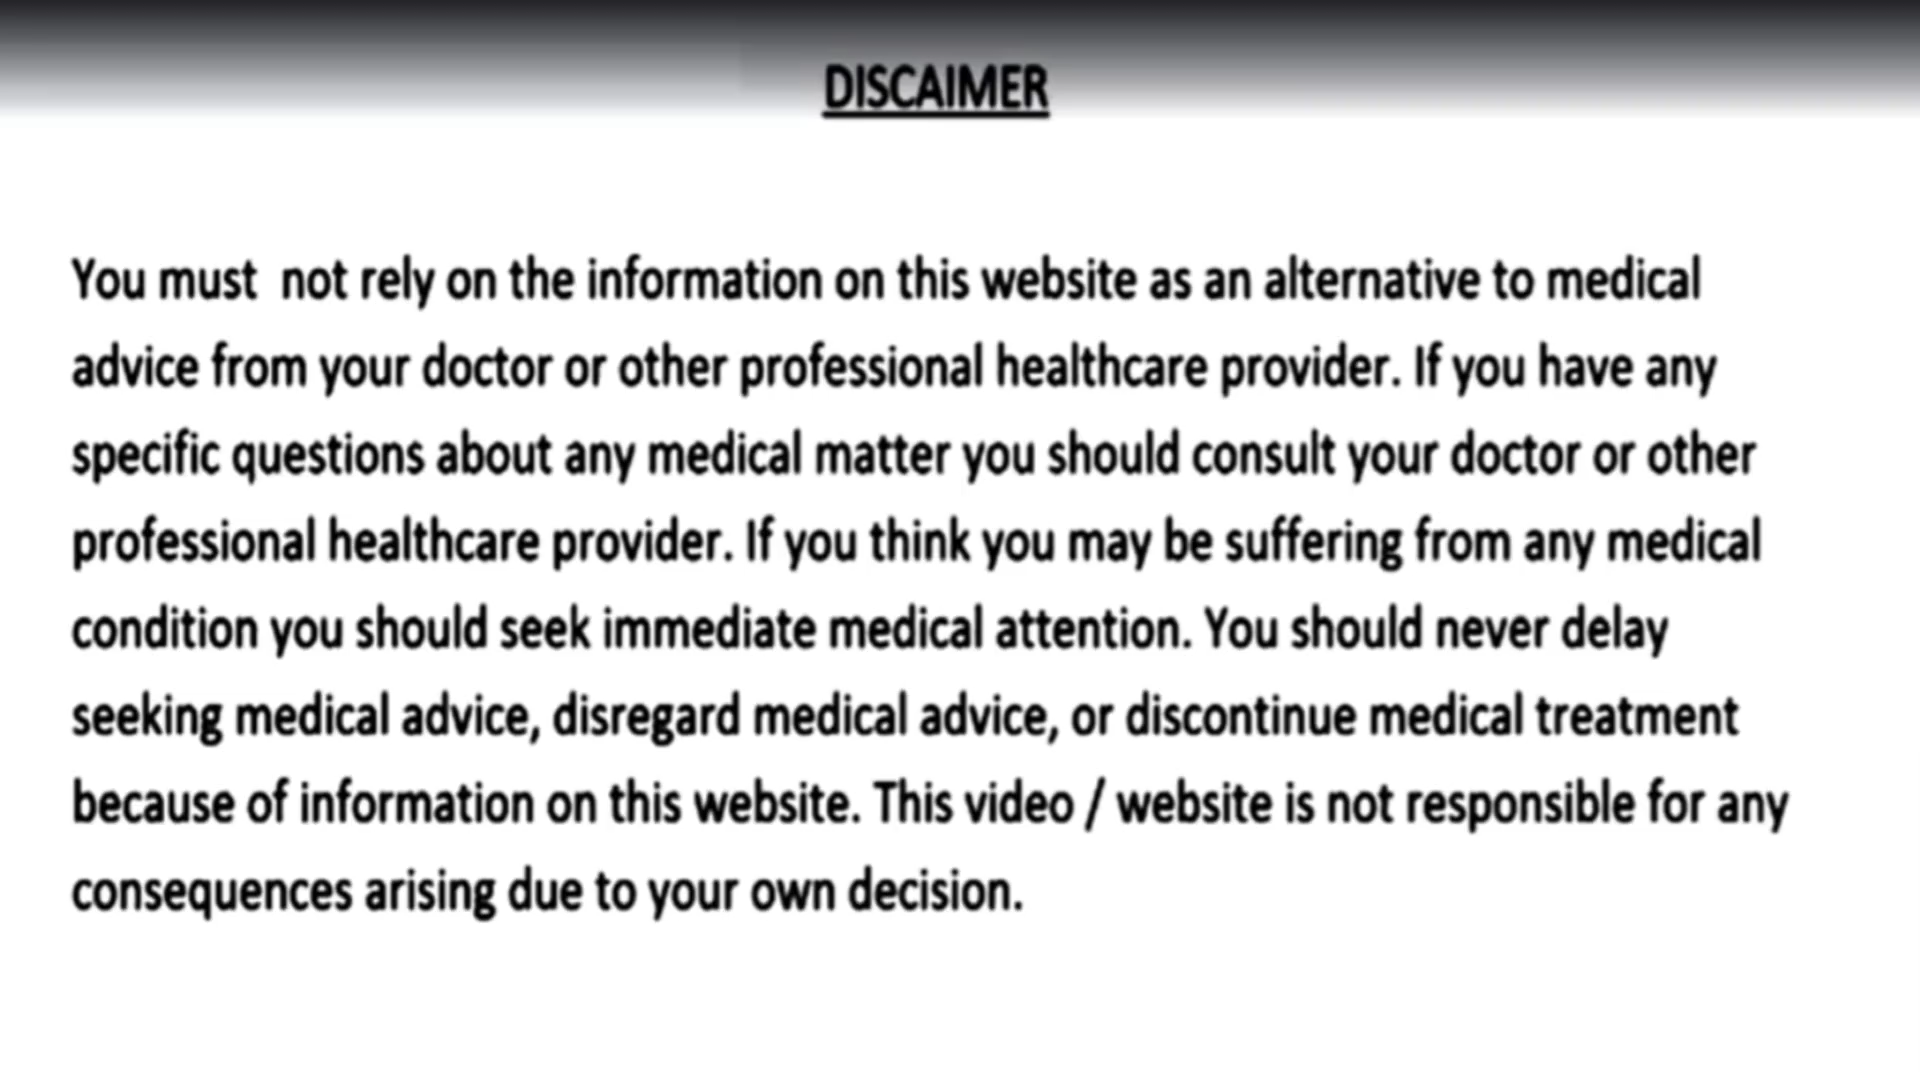 DISCAIMER
You must  not rely on the information on this website as an alternative to medical
advice from your doctor or other professional healthcare provider. If you have any
specific questions about any medical matter you should consult your doctor or other
professional healthcare provider. If you think you may be suffering from any medical
condition you should seek immediate medical attention. You should never delay
seeking medical advice, disregard medical advice, or discontinue medical treatment
because of information on this website. This video / website is not responsible for any
consequences arising due to your own decision.